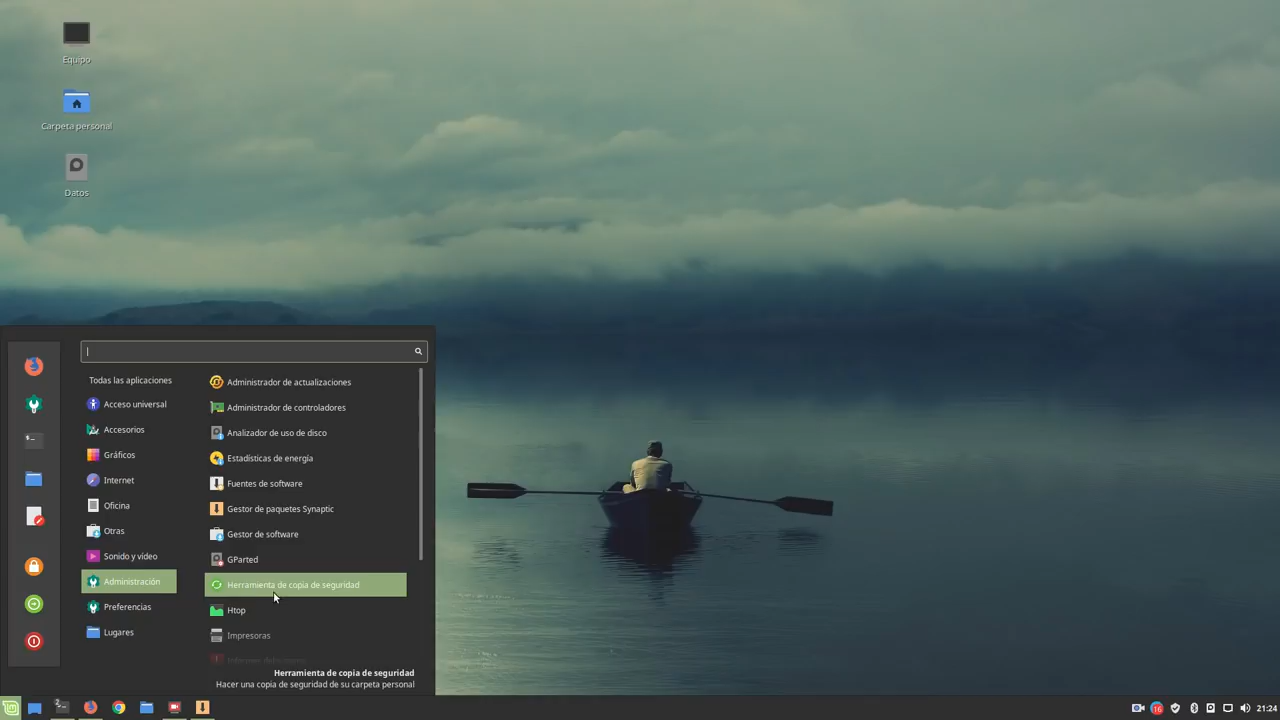 Equipo
Carpeta personal
Datos
Todas las aplicaciones
Acceso universal
Accesorios
Gráficos
Internet
Oficina
Otras
Sonido y vídeo
Administración
Preferencias
Lugares
Administrador de actualizaciones
Administrador de controladores
Analizador de uso de disco
Estadísticas de energía
Fuentes de software
Gestor de paquetes Synaptic
Gestor de software
GParted
Herramienta de copia de seguridad
Htop
Impresoras
Herramienta de copia de seguridad
Hacer una copia de seguridad de su carpeta personal
16
21:24